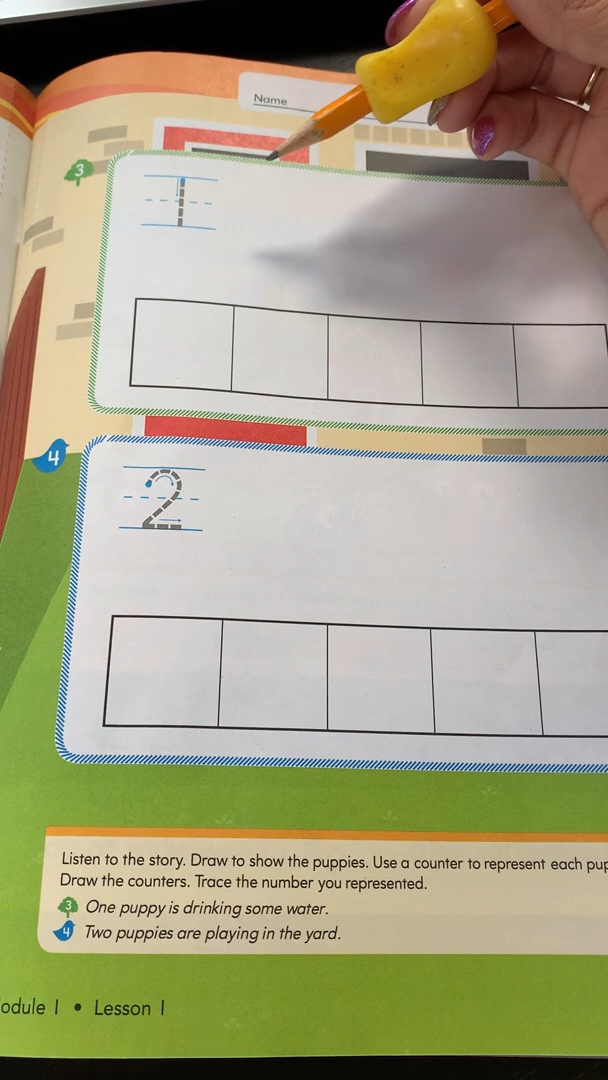 Name
3
1
4
2
Listen to the story. Draw to show the puppies. Use a counter to represent each
Draw the counters. Trace the number you represented.
3 One puppy is drinking some water.
4 Two puppies are playing in the yard.
Module 1 • Lesson 1